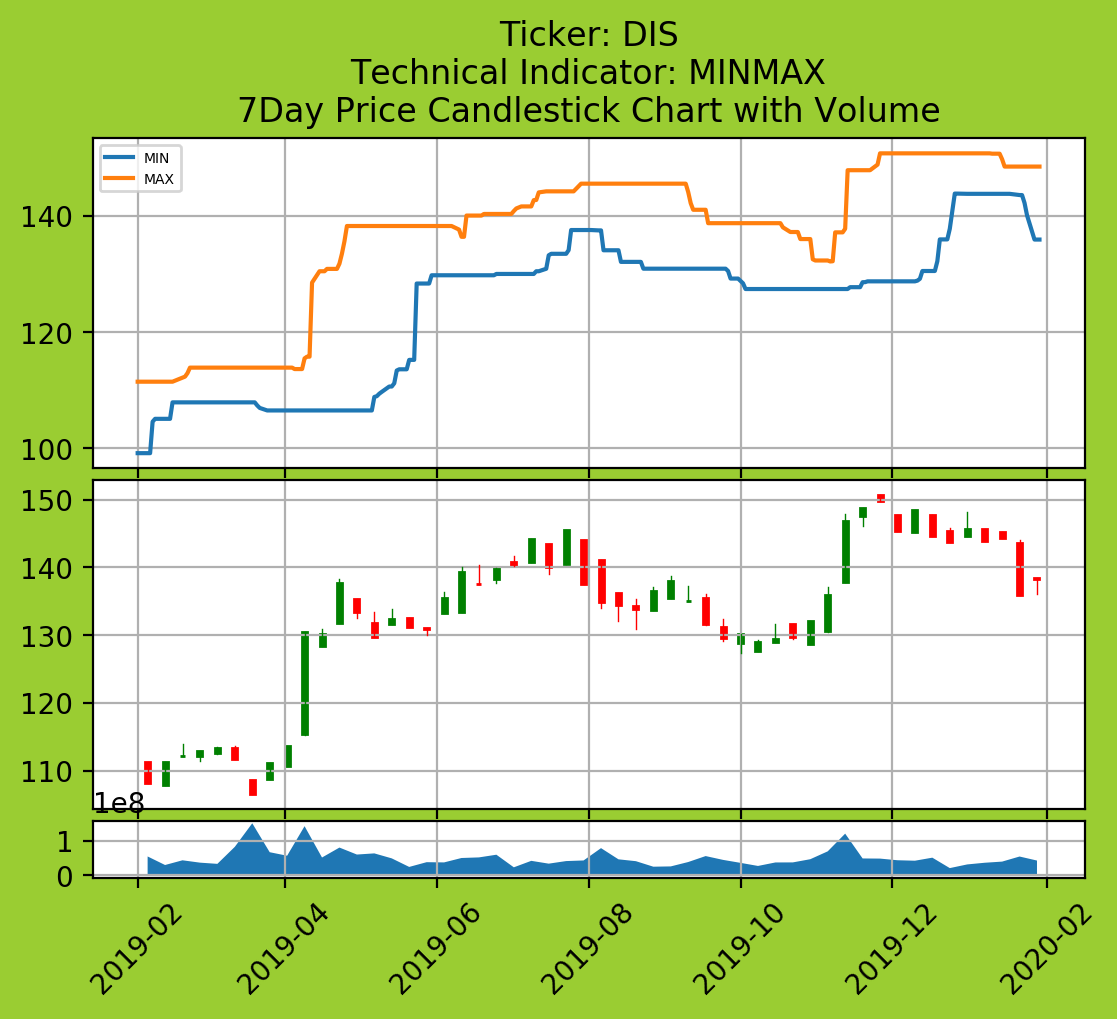 Ticker: DIS
Technical Indicator: MINMAX
7Day Price Candlestick Chart with Volume
MIN
MAX
140
120
100
150
140
130
120
110
1e8
1
0
2019-02
2019-04
2019-06
2019-08
2019-10
2019-12
2020-02